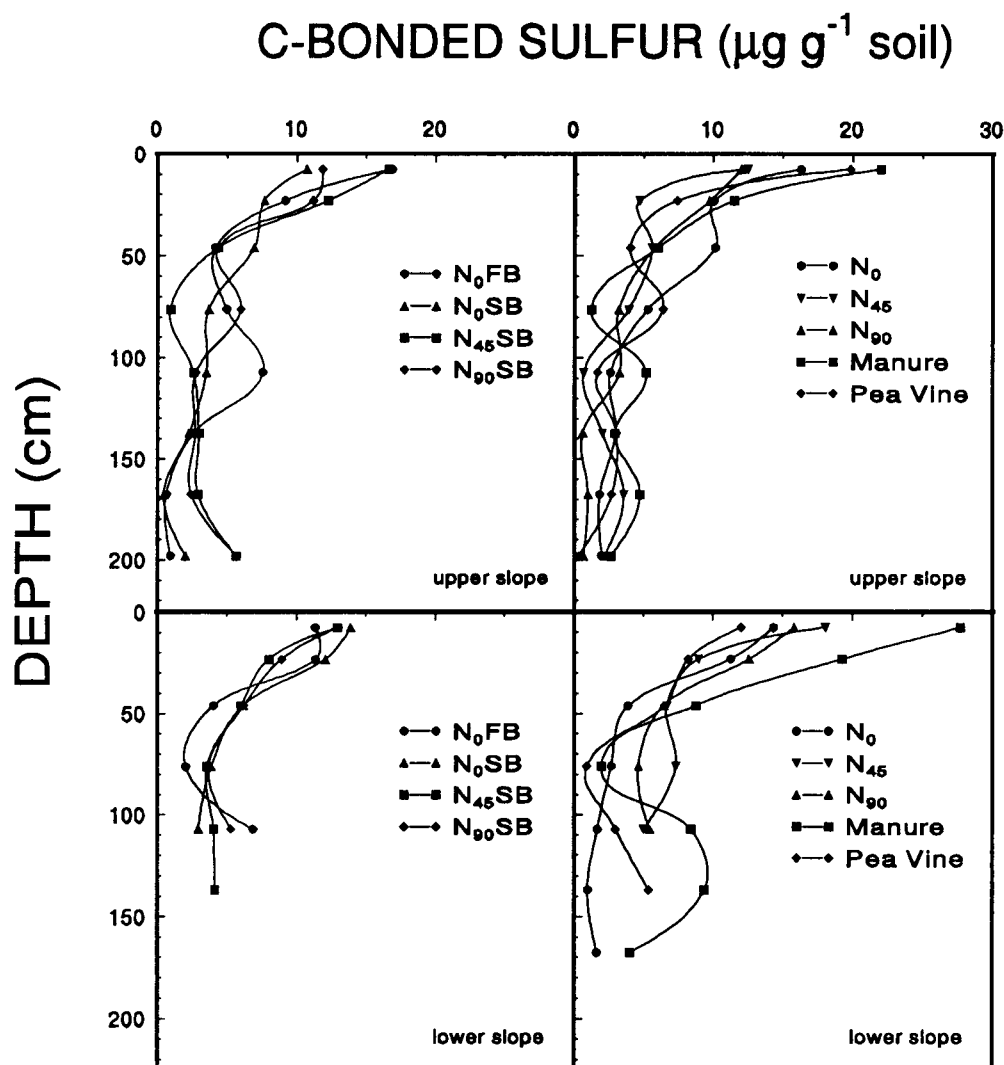 C-BONDED SULFUR (μg g⁻¹ soil)
0 10 20 0 10 20 30
DEPTH (cm)
0
50
100
150
200
N₀FB
N₀SB
N₄₅SB
N₉₀SB
upper slope
N₀
N₄₅
N₉₀
Manure
Pea Vine
upper slope
0
50
100
150
200
N₀FB
N₀SB
N₄₅SB
N₉₀SB
lower slope
N₀
N₄₅
N₉₀
Manure
Pea Vine
lower slope